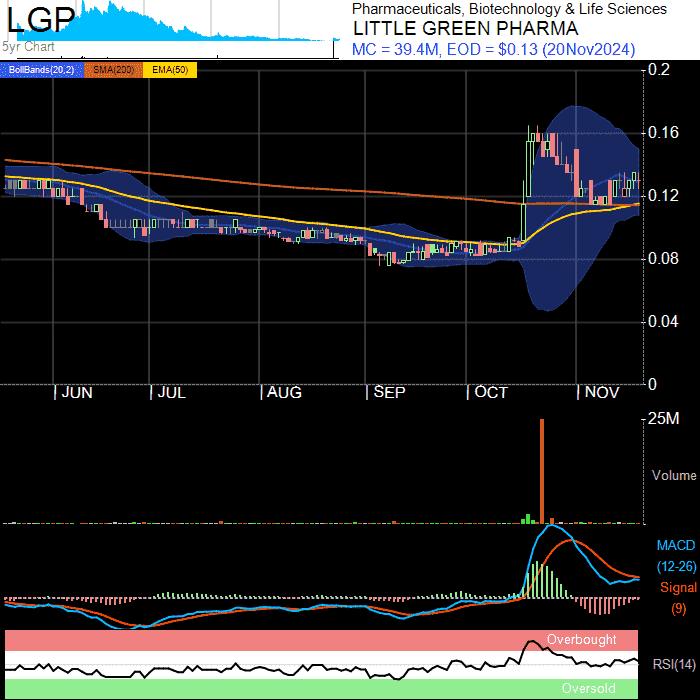 LGP
5yr Chart
Pharmaceuticals, Biotechnology & Life Sciences
LITTLE GREEN PHARMA
MC = 39.4M, EOD = $0.13 (20Nov2024)
BollBands(20,2) SMA(200) EMA(50)
0.2
0.16
0.12
0.08
0.04
0
JUN JUL AUG SEP OCT NOV
25M
Volume
MACD
(12-26)
Signal
(9)
Overbought
RSI(14)
Oversold